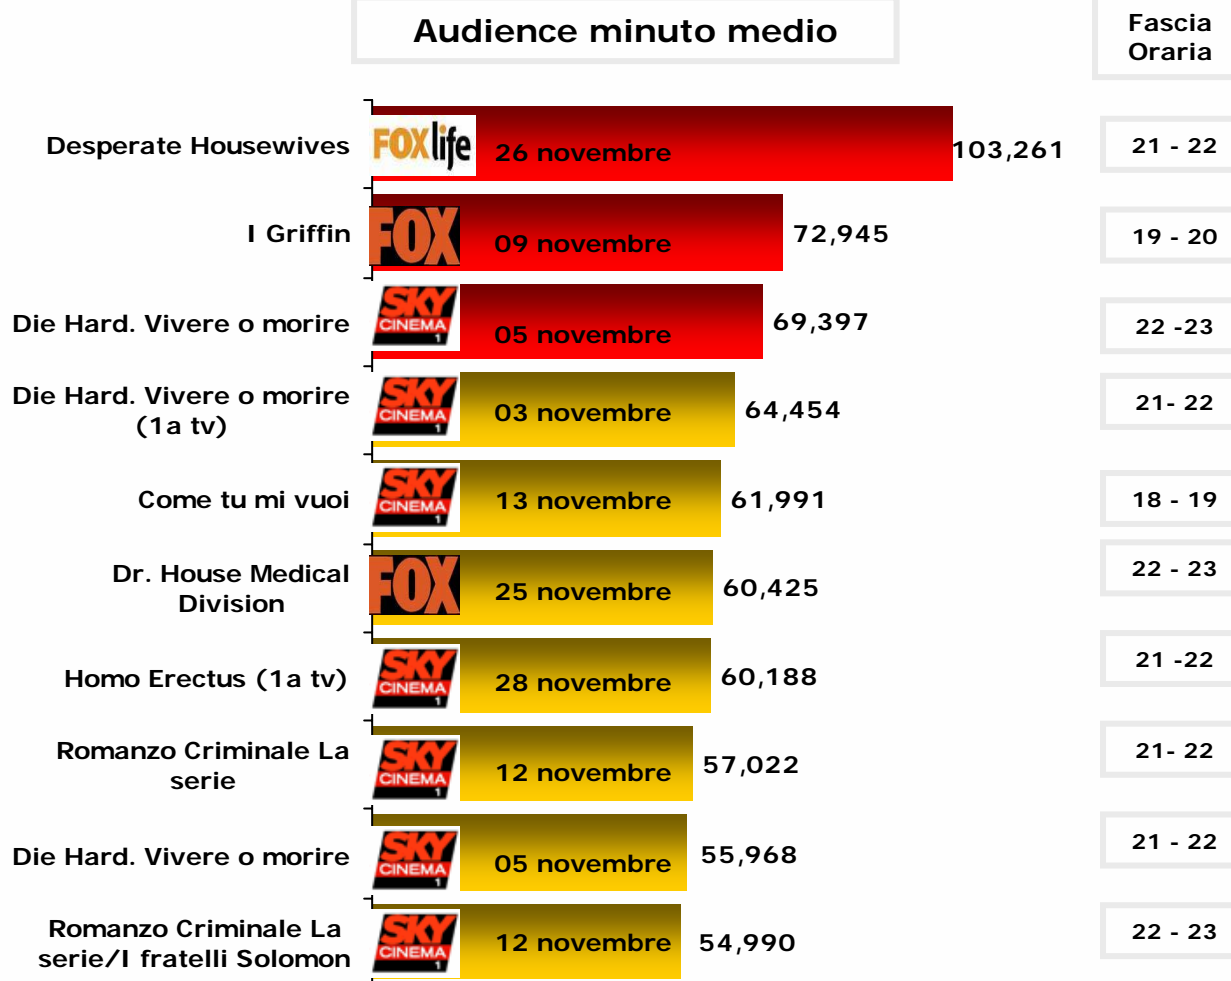 Audience minuto medio
Fascia
Oraria
Desperate Housewives
FOXlife
26 novembre
103,261
21 - 22
I Griffin
FOX
09 novembre
72,945
19 - 20
Die Hard. Vivere o morire
SKY
CINEMA
1
05 novembre
69,397
22 -23
Die Hard. Vivere o morire
(1a tv)
SKY
CINEMA
1
03 novembre
64,454
21- 22
Come tu mi vuoi
SKY
CINEMA
1
13 novembre
61,991
18 - 19
Dr. House Medical
Division
FOX
25 novembre
60,425
22 - 23
Homo Erectus (1a tv)
SKY
CINEMA
1
28 novembre
60,188
21 -22
Romanzo Criminale La
serie
SKY
CINEMA
1
12 novembre
57,022
21- 22
Die Hard. Vivere o morire
SKY
CINEMA
1
05 novembre
55,968
21 - 22
Romanzo Criminale La
serie/I fratelli Solomon
SKY
CINEMA
1
12 novembre
54,990
22 - 23